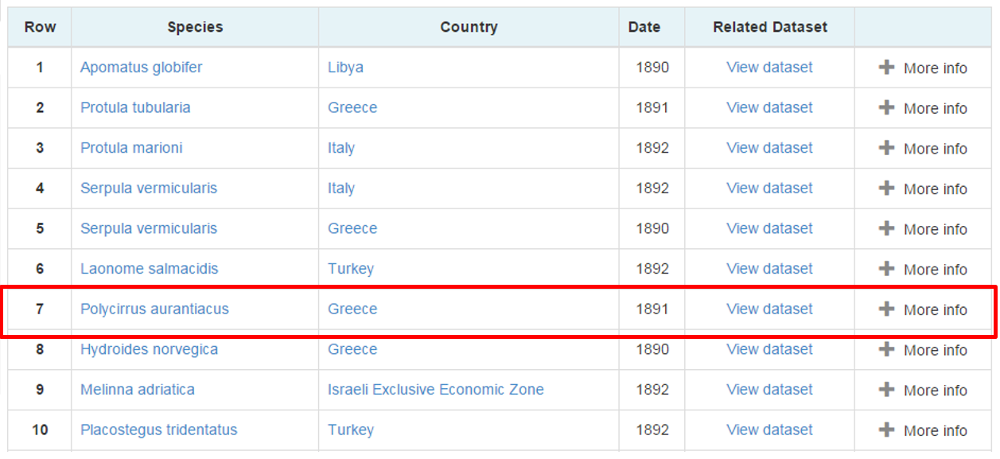 Row Species Country Date Related Dataset
1 Apomatus globifer Libya 1890 View dataset More info
2 Protula tubularia Greece 1891 View dataset More info
3 Protula marioni Italy 1892 View dataset More info
4 Serpula vermicularis Italy 1892 View dataset More info
5 Serpula vermicularis Greece 1890 View dataset More info
6 Laonome salmacidis Turkey 1892 View dataset More info
7 Polycirrus aurantiacus Greece 1891 View dataset More info
8 Hydroides norvegica Greece 1890 View dataset More info
9 Melinna adriatica Israeli Exclusive Economic Zone 1892 View dataset More info
10 Placostegus tridentatus Turkey 1892 View dataset More info